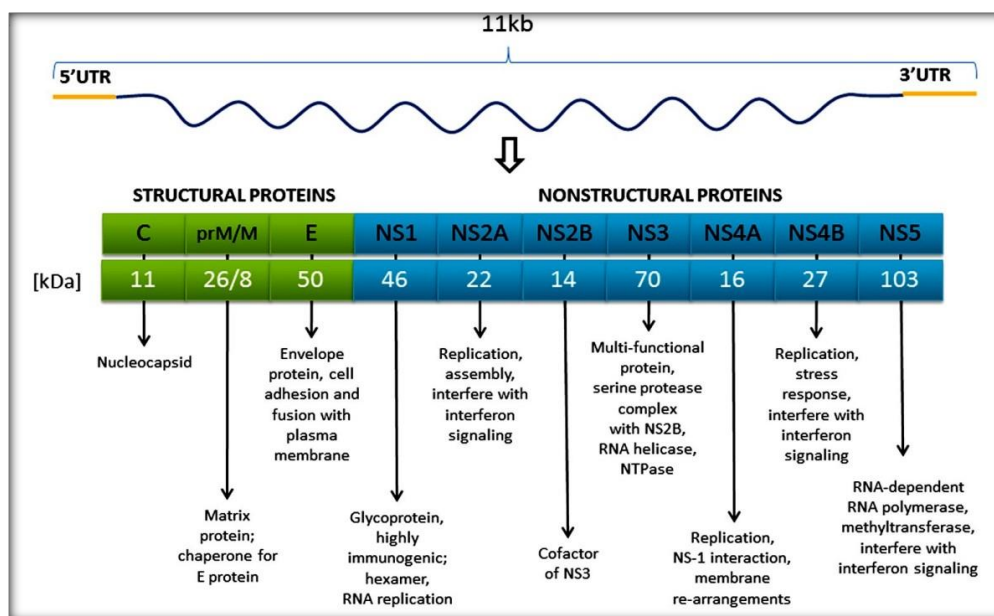 11kb
5'UTR
3'UTR
STRUCTURAL PROTEINS
NONSTRUCTURAL PROTEINS
C prM/M E NS1 NS2A NS2B NS3 NS4A NS4B NS5
[kDa] 11 26/8 50 46 22 14 70 16 27 103
Nucleocapsid
Matrix
protein;
chaperone for
E protein
Envelope
protein, cell
adhesion and
fusion with
plasma
membrane
Glycoprotein,
highly
immunogenic;
hexamer,
RNA replication
Replication,
assembly,
interfere with
interferon
signaling
Cofactor
of NS3
Multi-functional
protein,
serine protease
complex
with NS2B,
RNA helicase,
NTPase
Replication,
NS-1 interaction,
membrane
re-arrangements
Replication,
stress
response,
interfere with
interferon
signaling
RNA-dependent
RNA polymerase,
methyltransferase,
interfere with
interferon signaling